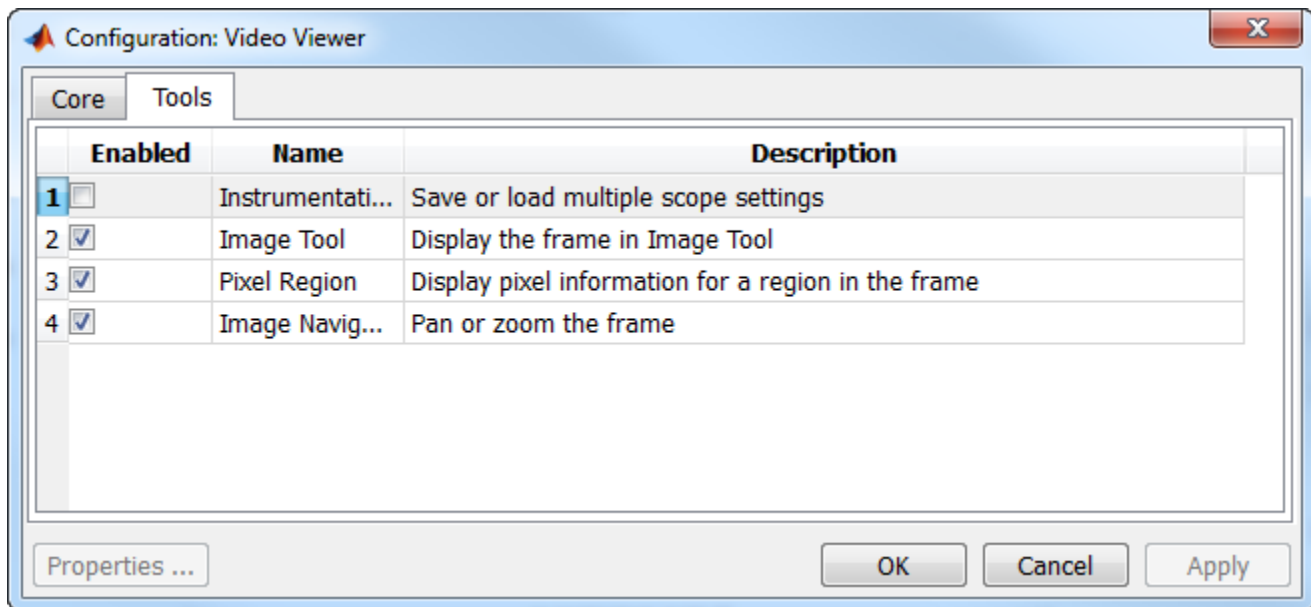 Configuration: Video Viewer
x
Core Tools
Enabled Name Description
1 Instrumentati... Save or load multiple scope settings
2 Image Tool Display the frame in Image Tool
3 Pixel Region Display pixel information for a region in the frame
4 Image Navig... Pan or zoom the frame
Properties ... OK Cancel Apply